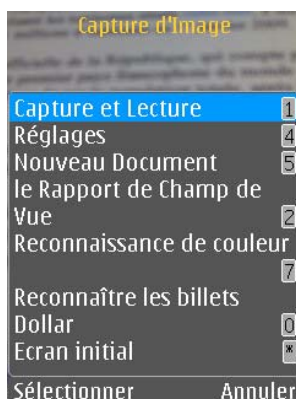 Capture d'Image
Capture et Lecture 1
Réglages 4
Nouveau Document 5
le Rapport de Champ de
Vue 2
Reconnaissance de couleur
7
Reconnaître les billets
Dollar 0
Ecran initial *
Sélectionner Annuler